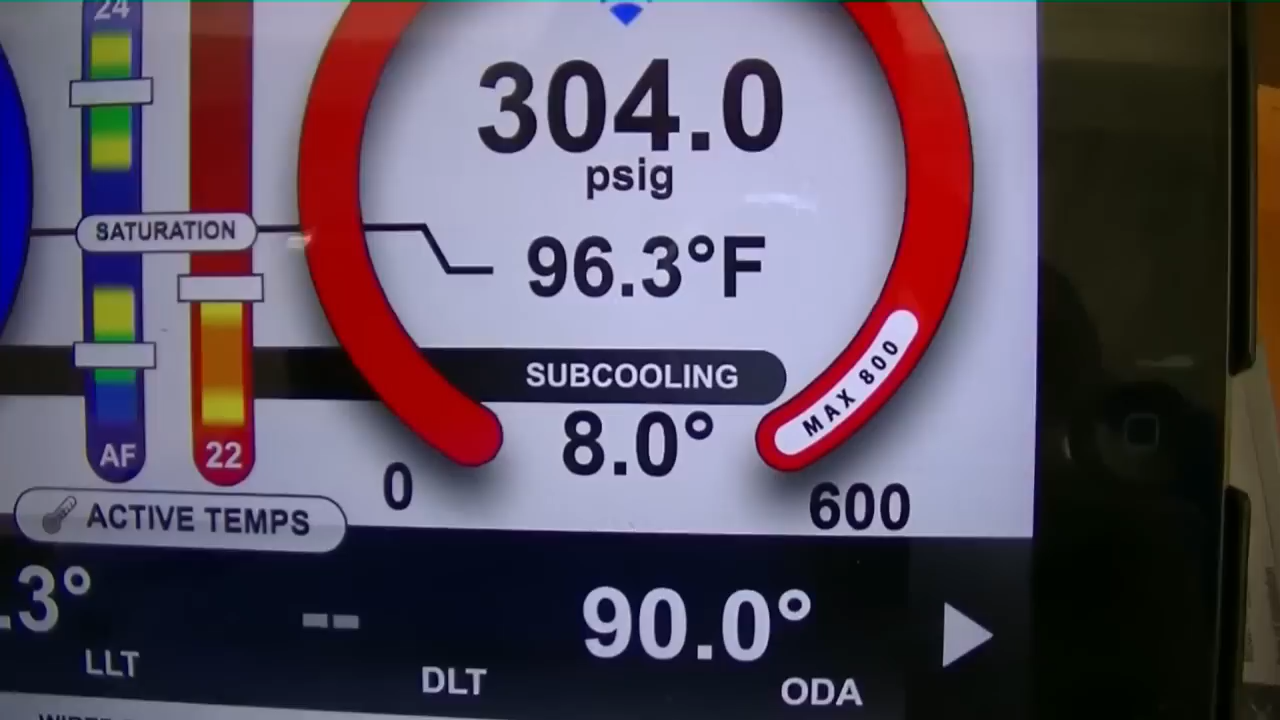 24
304.0
psig
SATURATION
96.3°F
SUBCOOLING
8.0°
MAX 800
AF
22
0
600
ACTIVE TEMPS
.3°
--
90.0°
LLT
DLT
ODA